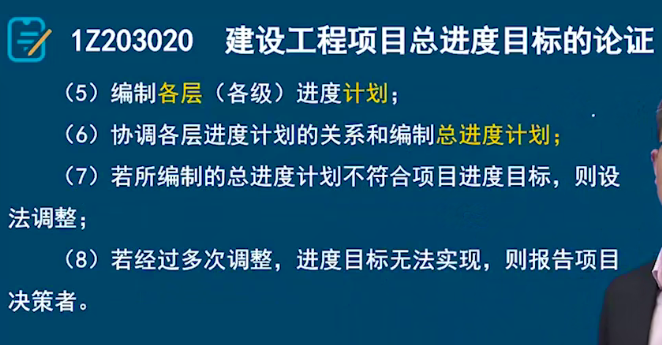 1Z203020 建设工程项目总进度目标的论证
（5）编制各层（各级）进度计划；
（6）协调各层进度计划的关系和编制总进度计划；
（7）若所编制的总进度计划不符合项目进度目标，则设
法调整；
（8）若经过多次调整，进度目标无法实现，则报告项目
决策者。